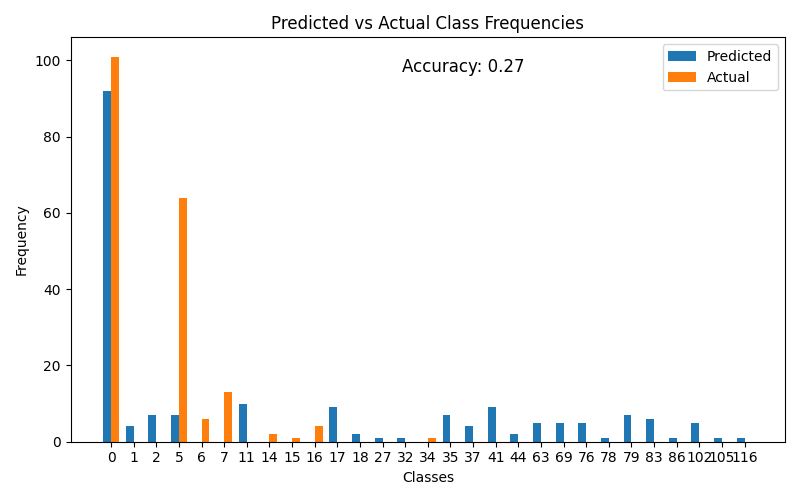 Predicted vs Actual Class Frequencies
Accuracy: 0.27
Predicted
Actual
Frequency
100
80
60
40
20
0
0 1 2 5 6 7 11 14 15 16 17 18 27 32 34 35 37 41 44 63 69 76 78 79 83 86 102 105 116
Classes